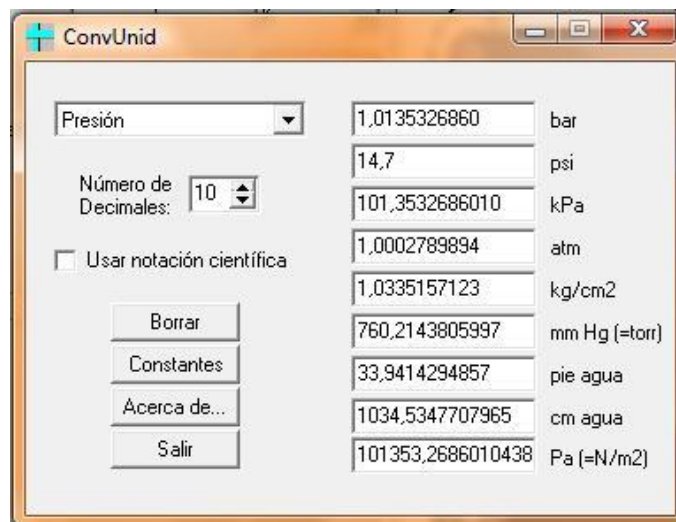 ConvUnid
Presión
Número de
Decimales:
10
Usar notación científica
Borrar
Constantes
Acerca de...
Salir
1,0135326860 bar
14,7 psi
101,3532686010 kPa
1,0002789894 atm
1,0335157123 kg/cm2
760,2143805997 mm Hg (=torr)
33,9414294857 pie agua
1034,5347707965 cm agua
101353,2686010438 Pa (=N/m2)